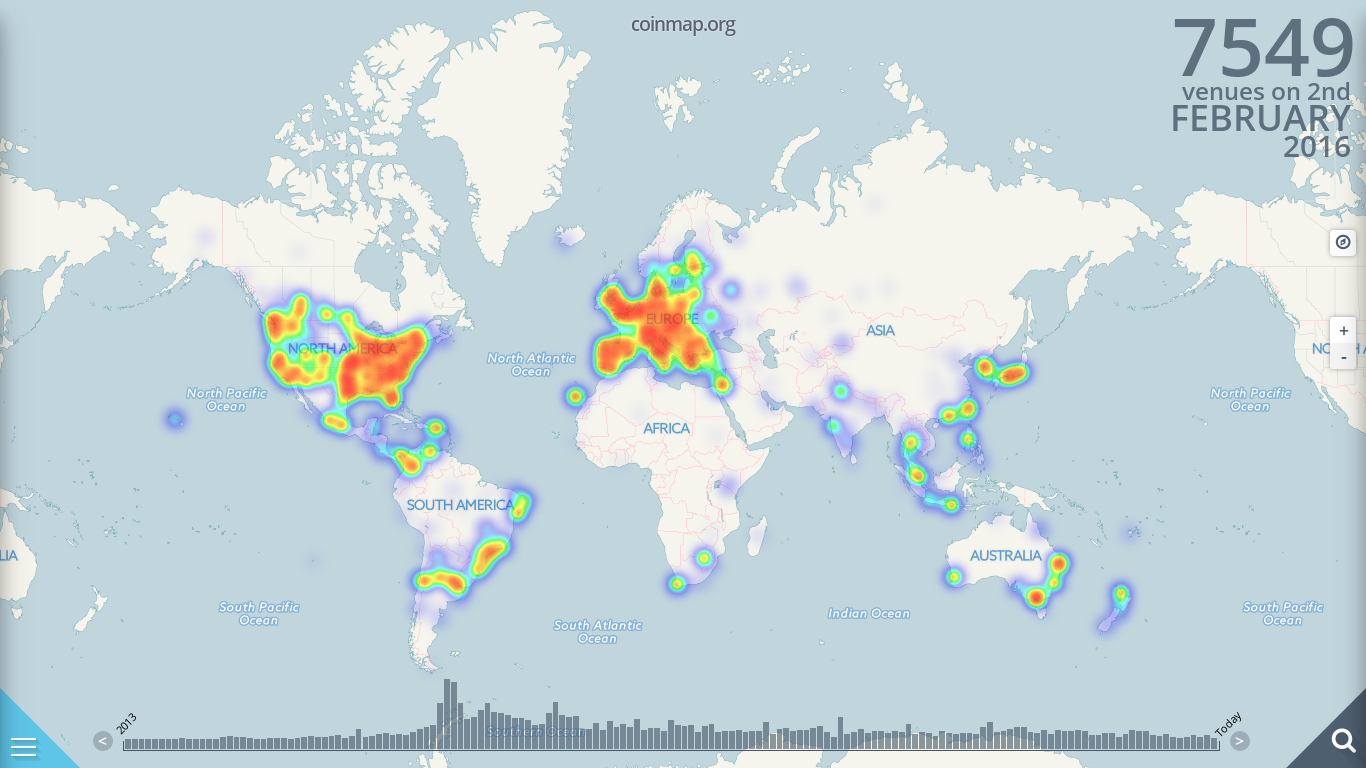 coinmap.org
7549
venues on 2nd
FEBRUARY
2016
EUROPE
ASIA
NORTH AMERICA
North Atlantic
Ocean
North Pacific
Ocean
North Pacific
Ocean
AFRICA
SOUTH AMERICA
AUSTRALIA
South Pacific
Ocean
South Atlantic
Ocean
Indian Ocean
South Pacific
Ocean
+
-
NO
LIA
2013
Southern Ocean
Today
<
>